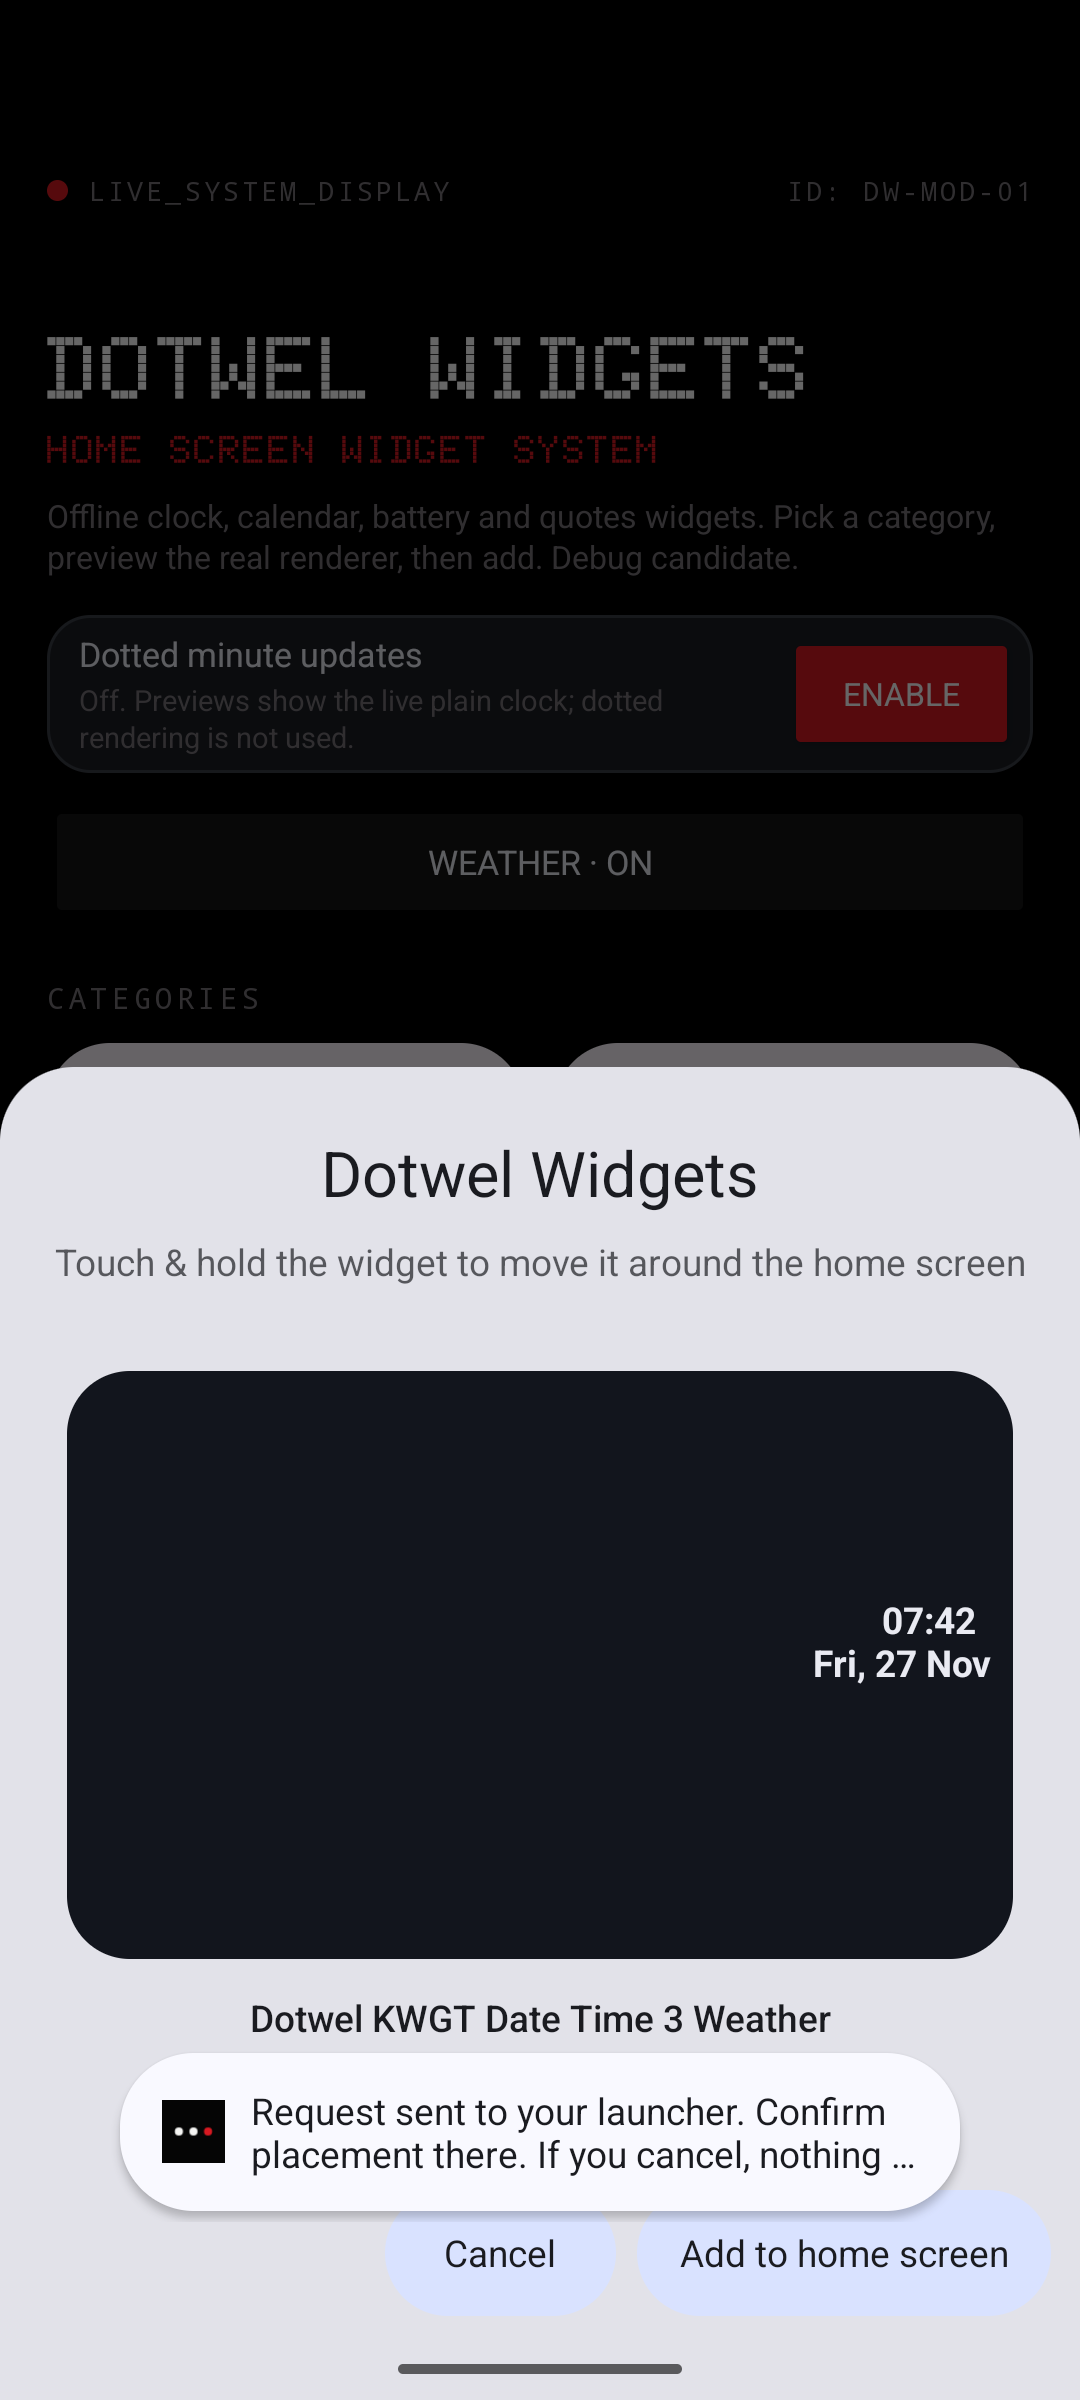 LIVE_SYSTEM_DISPLAY
ID: DW-MOD-01
DOTWEL WIDGETS
HOME SCREEN WIDGET SYSTEM
Offline clock, calendar, battery and quotes widgets. Pick a category,
preview the real renderer, then add. Debug candidate.
Dotted minute updates
Off. Previews show the live plain clock; dotted
rendering is not used.
ENABLE
WEATHER · ON
CATEGORIES
Dotwel Widgets
Touch & hold the widget to move it around the home screen
07:42
Fri, 27 Nov
Dotwel KWGT Date Time 3 Weather
Request sent to your launcher. Confirm
placement there. If you cancel, nothing ...
Cancel
Add to home screen